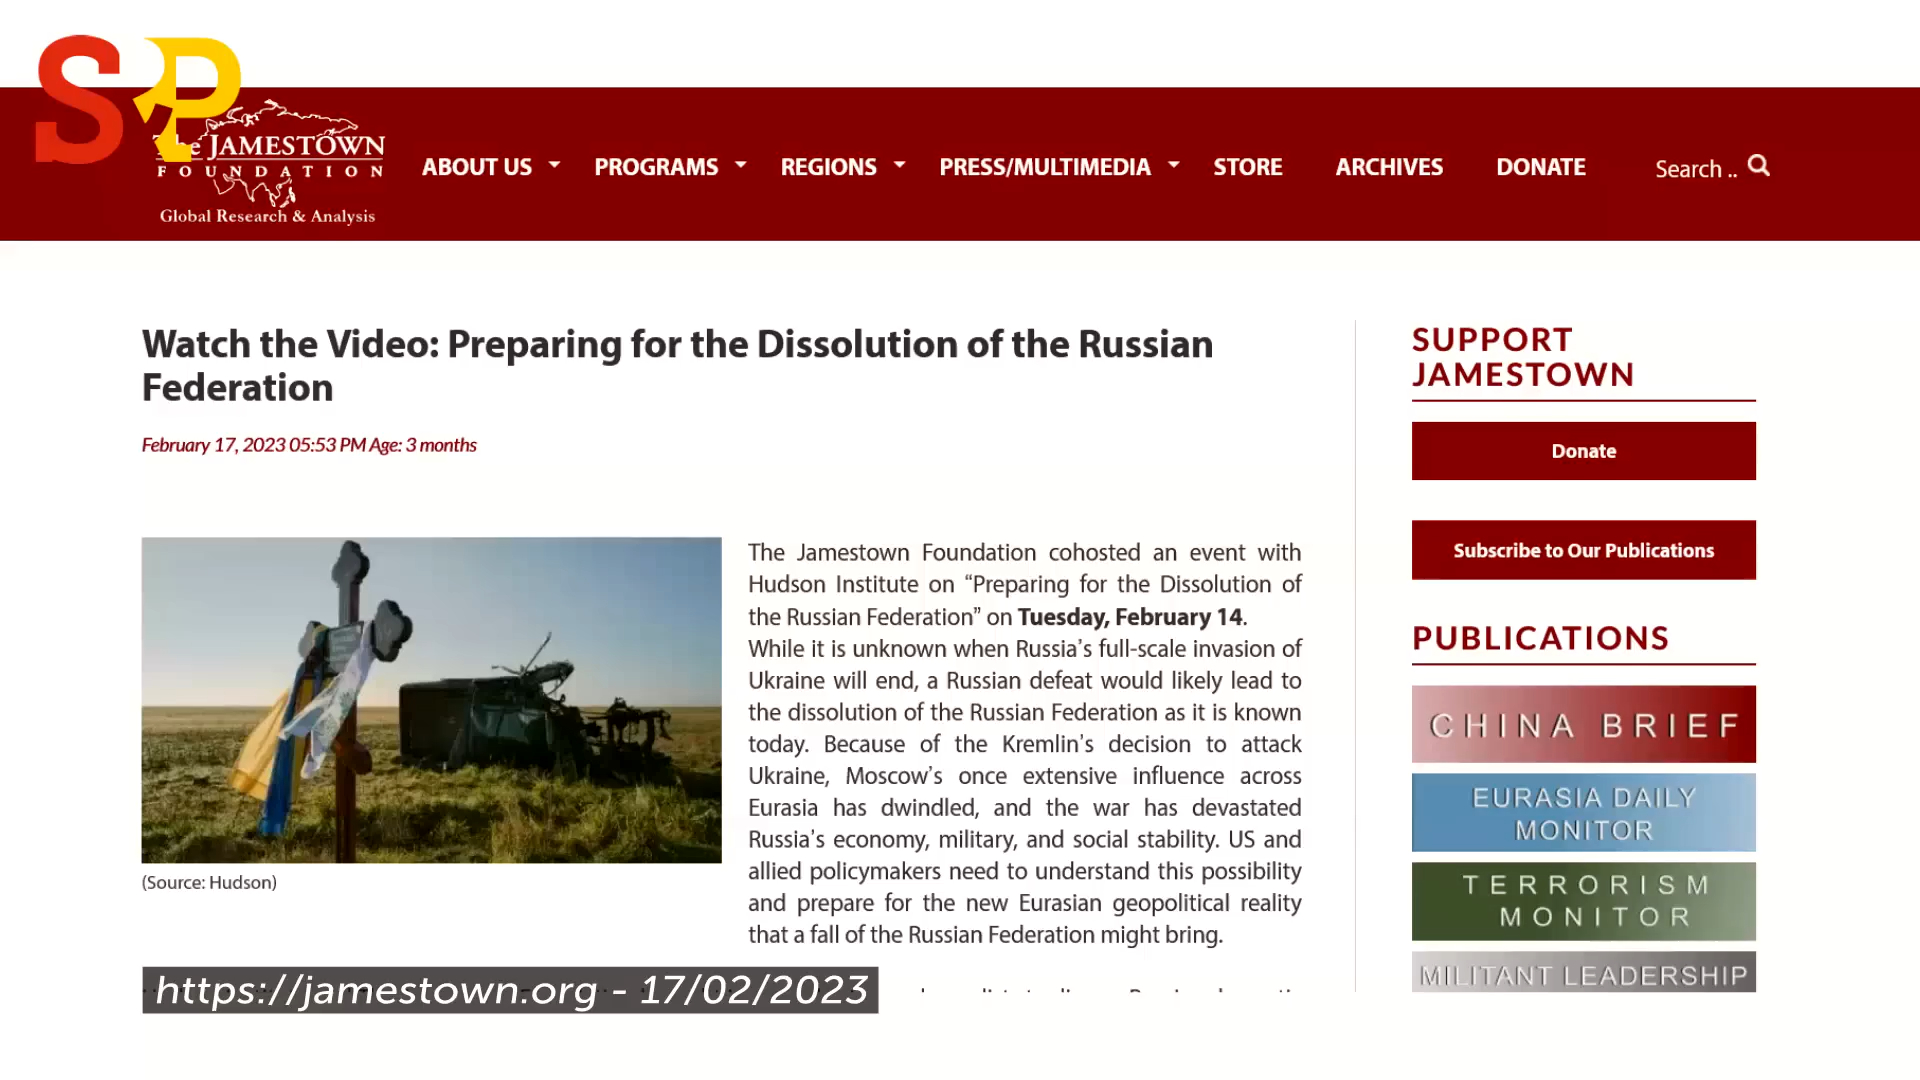 SP
The JAMESTOWN
FOUNDATION
Global Research & Analysis
ABOUT US
PROGRAMS
REGIONS
PRESS/MULTIMEDIA
STORE
ARCHIVES
DONATE
Search ..
Watch the Video: Preparing for the Dissolution of the Russian
Federation
February 17, 2023 05:53 PM Age: 3 months
(Source: Hudson)
The Jamestown Foundation cohosted an event with
Hudson Institute on “Preparing for the Dissolution of
the Russian Federation” on Tuesday, February 14.
While it is unknown when Russia’s full-scale invasion of
Ukraine will end, a Russian defeat would likely lead to
the dissolution of the Russian Federation as it is known
today. Because of the Kremlin’s decision to attack
Ukraine, Moscow’s once extensive influence across
Eurasia has dwindled, and the war has devastated
Russia’s economy, military, and social stability. US and
allied policymakers need to understand this possibility
and prepare for the new Eurasian geopolitical reality
that a fall of the Russian Federation might bring.
https://jamestown.org - 17/02/2023
SUPPORT
JAMESTOWN
Donate
Subscribe to Our Publications
PUBLICATIONS
CHINA BRIEF
EURASIA DAILY
MONITOR
TERRORISM
MONITOR
MILITANT LEADERSHIP